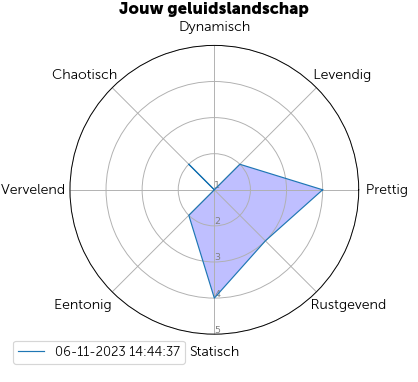 Jouw geluidslandschap
Dynamisch
Chaotisch
Levendig
Vervelend
1
Prettig
2
3
4
Eentonig
Rustgevend
5
06-11-2023 14:44:37
Statisch